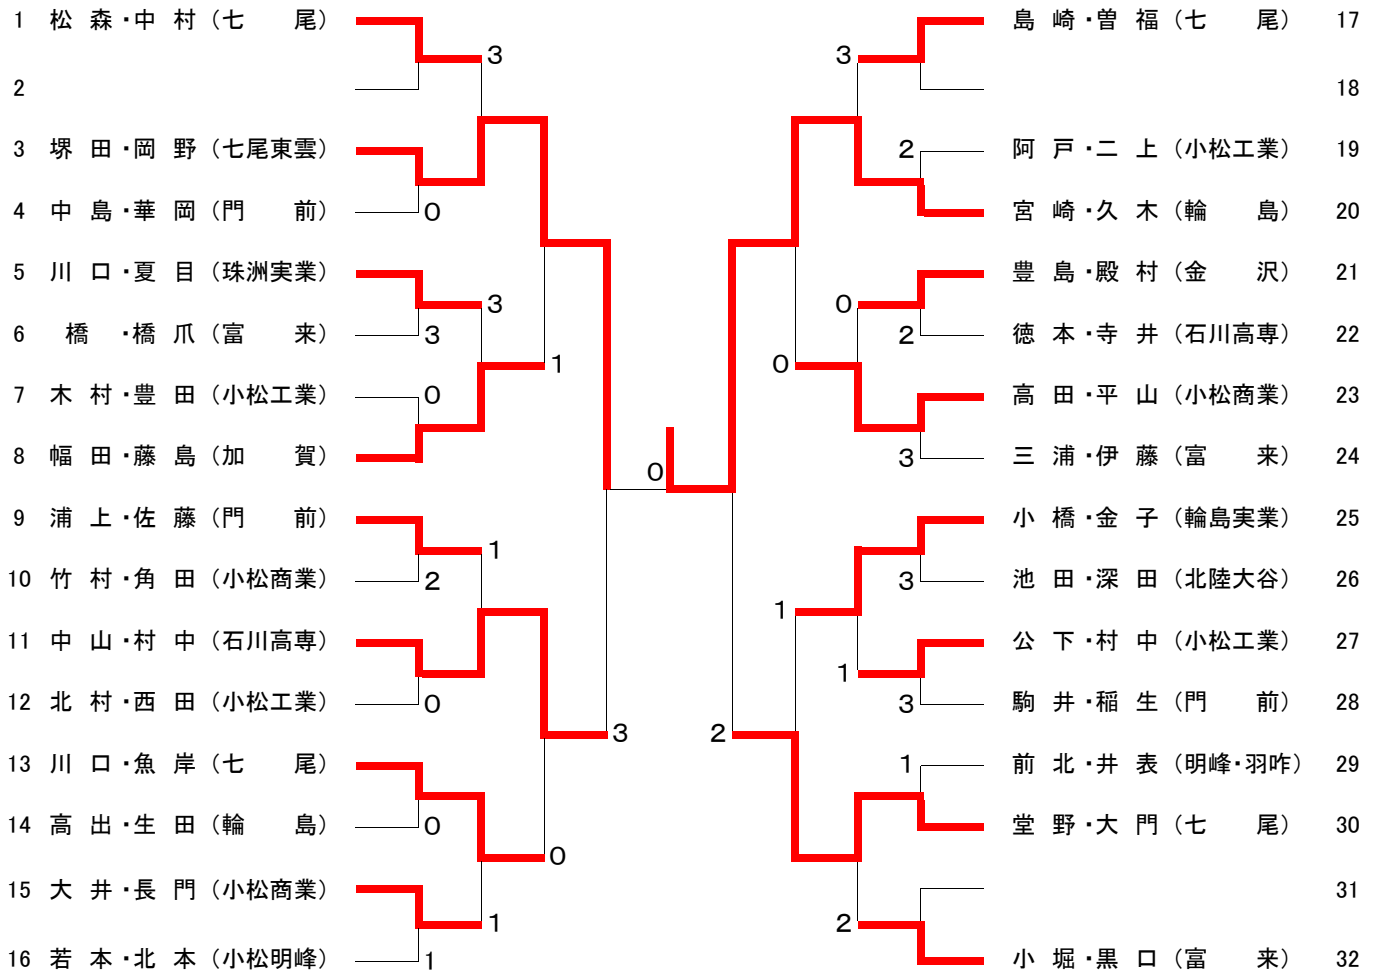 1 松 森・中 村（七 尾）
3
2
3 堺 田・岡 野（七尾東雲）
4 中 島・華 岡（門 前） 0
5 川 口・夏 目（珠洲実業）
3
6 橋 ・橋 爪（富 来） 3
1
7 木 村・豊 田（小松工業） 0
8 幅 田・藤 島（加 賀）
0
9 浦 上・佐 藤（門 前）
1
10 竹 村・角 田（小松商業） 2
11 中 山・村 中（石川高専）
12 北 村・西 田（小松工業） 0
3
13 川 口・魚 岸（七 尾）
14 高 出・生 田（輪 島） 0
0
15 大 井・長 門（小松商業）
1
16 若 本・北 本（小松明峰） 1
島 崎・曽 福（七 尾） 17
3
18
2 阿 戸・二 上（小松工業） 19
宮 崎・久 木（輪 島） 20
豊 島・殿 村（金 沢） 21
0
2 徳 本・寺 井（石川高専） 22
0
高 田・平 山（小松商業） 23
3 三 浦・伊 藤（富 来） 24
小 橋・金 子（輪島実業） 25
3 池 田・深 田（北陸大谷） 26
1
公 下・村 中（小松工業） 27
1
3 駒 井・稲 生（門 前） 28
2
1 前 北・井 表（明峰・羽咋） 29
堂 野・大 門（七 尾） 30
31
2
小 堀・黒 口（富 来） 32